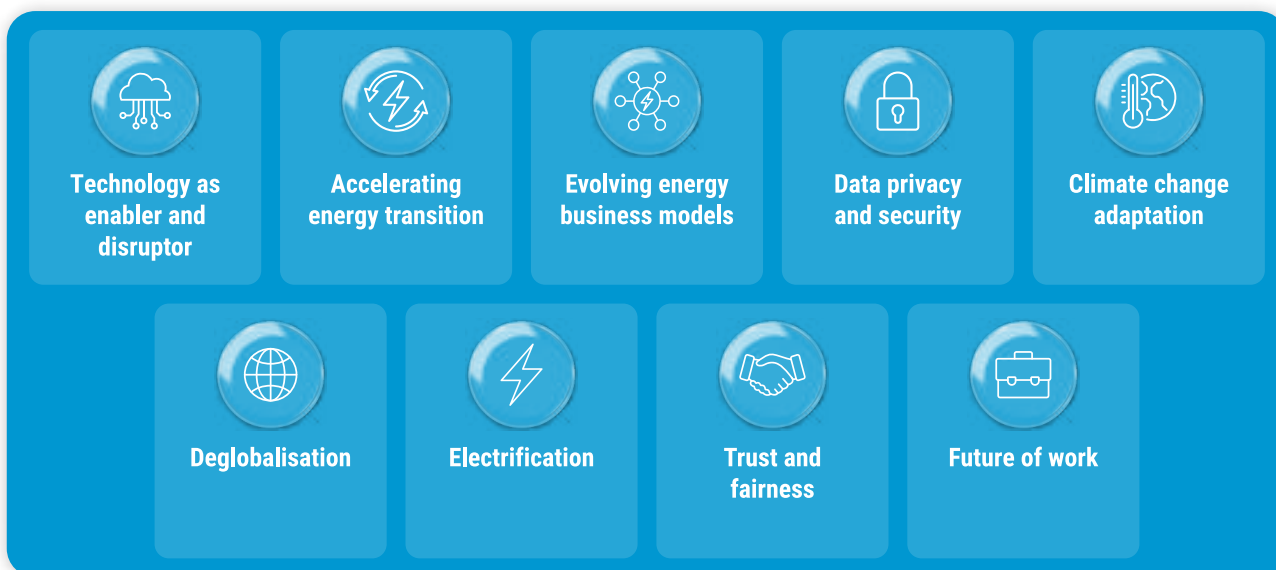 Technology as
enabler and
disruptor
Accelerating
energy transition
Evolving energy
business models
Data privacy
and security
Climate change
adaptation
Deglobalisation
Electrification
Trust and
fairness
Future of work